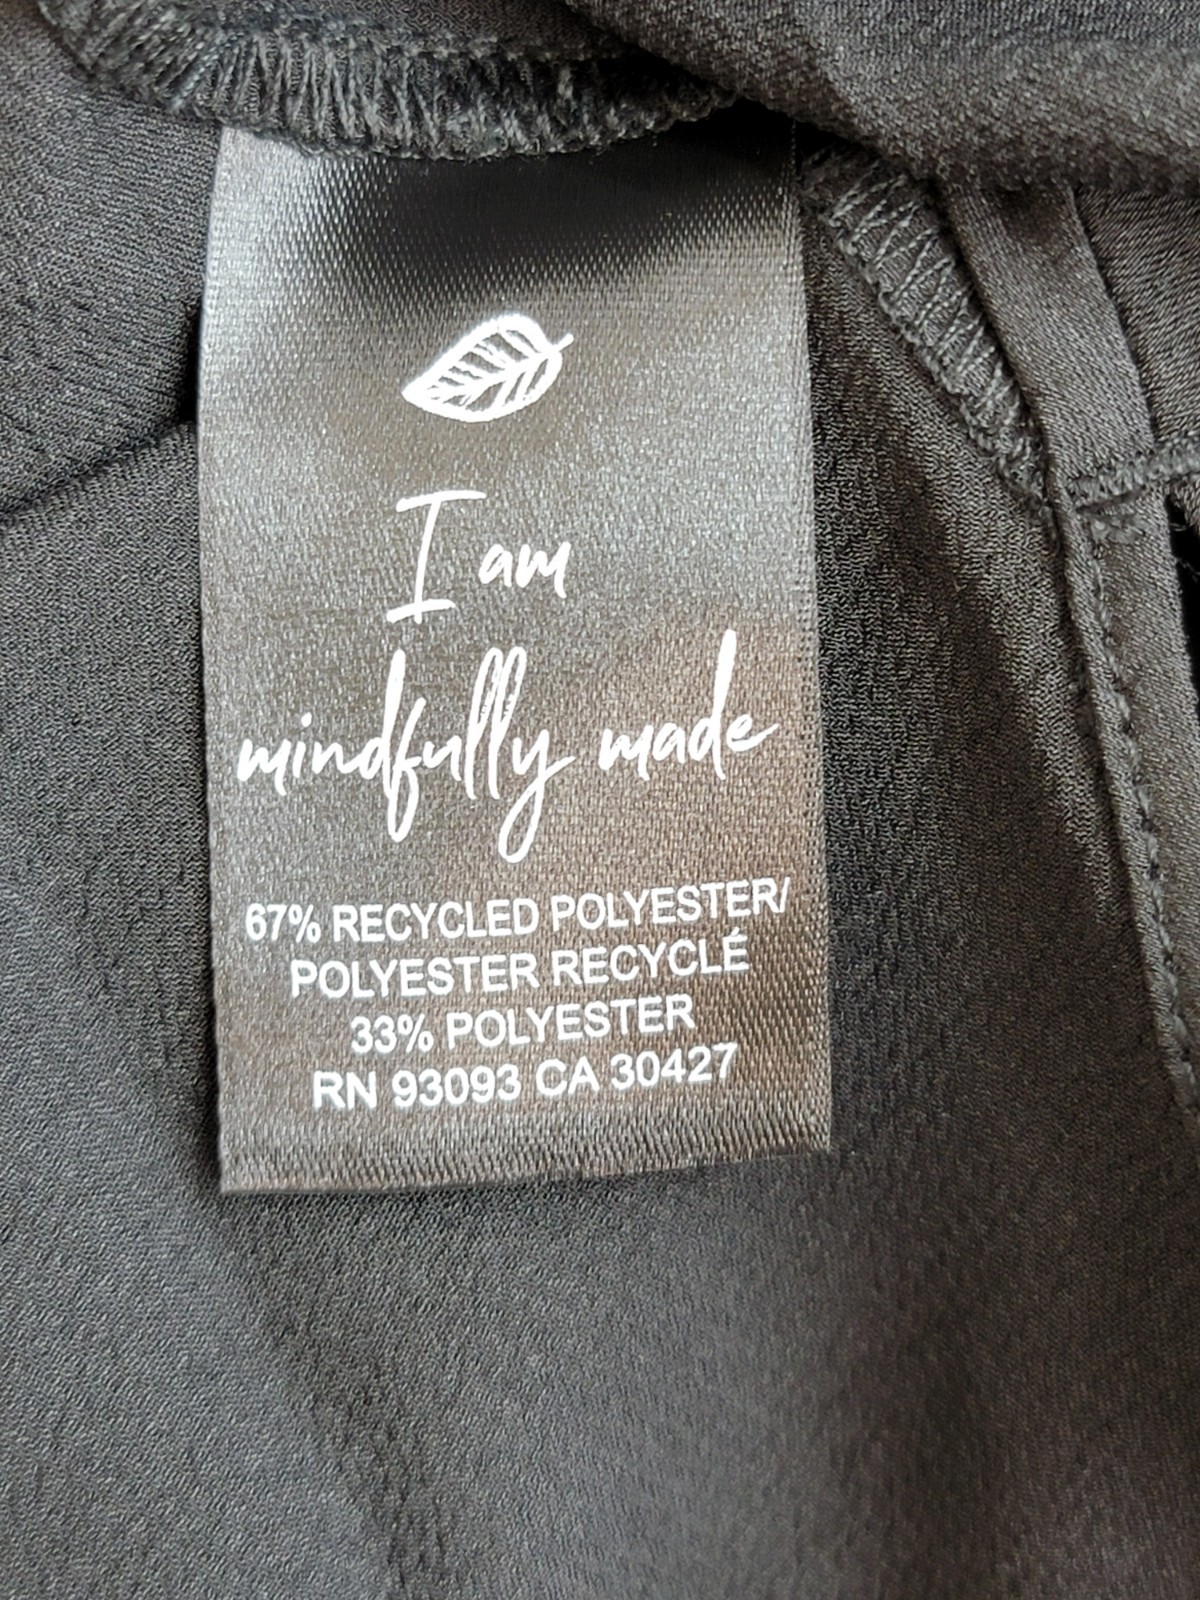 I am
mindfully made
67% RECYCLED POLYESTER/
POLYESTER RECYCLÉ
33% POLYESTER
RN 93093 CA 30427